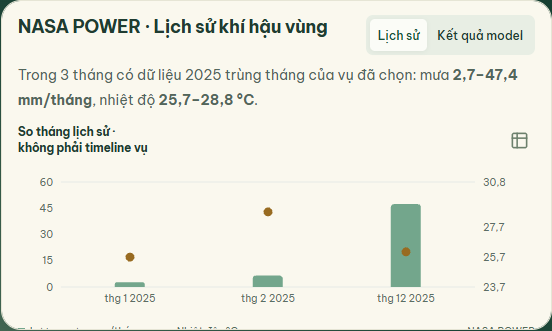 NASA POWER · Lịch sử khí hậu vùng
Lịch sử
Kết quả model
Trong 3 tháng có dữ liệu 2025 trùng tháng của vụ đã chọn: mưa 2,7–47,4
mm/tháng, nhiệt độ 25,7–28,8 °C.
So tháng lịch sử ·
không phải timeline vụ
60
45
30
15
0
30,8
27,7
25,7
23,7
thg 1 2025
thg 2 2025
thg 12 2025